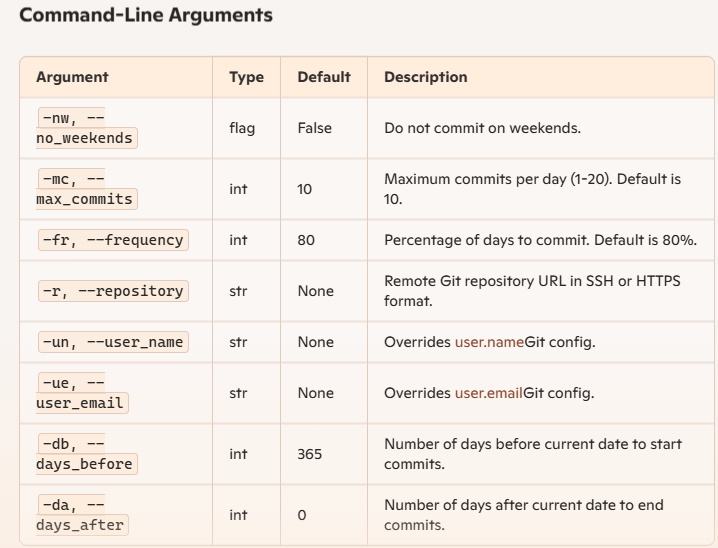 Command-Line Arguments
Argument Type Default Description
-nw, --
no_weekends
flag False Do not commit on weekends.
-mc, --
max_commits
int 10 Maximum commits per day (1-20). Default is
10.
-fr, --frequency int 80 Percentage of days to commit. Default is 80%.
-r, --repository str None Remote Git repository URL in SSH or HTTPS
format.
-un, --user_name str None Overrides user.nameGit config.
-ue, --
user_email
str None Overrides user.emailGit config.
-db, --
days_before
int 365 Number of days before current date to start
commits.
-da, --
days_after
int 0 Number of days after current date to end
commits.